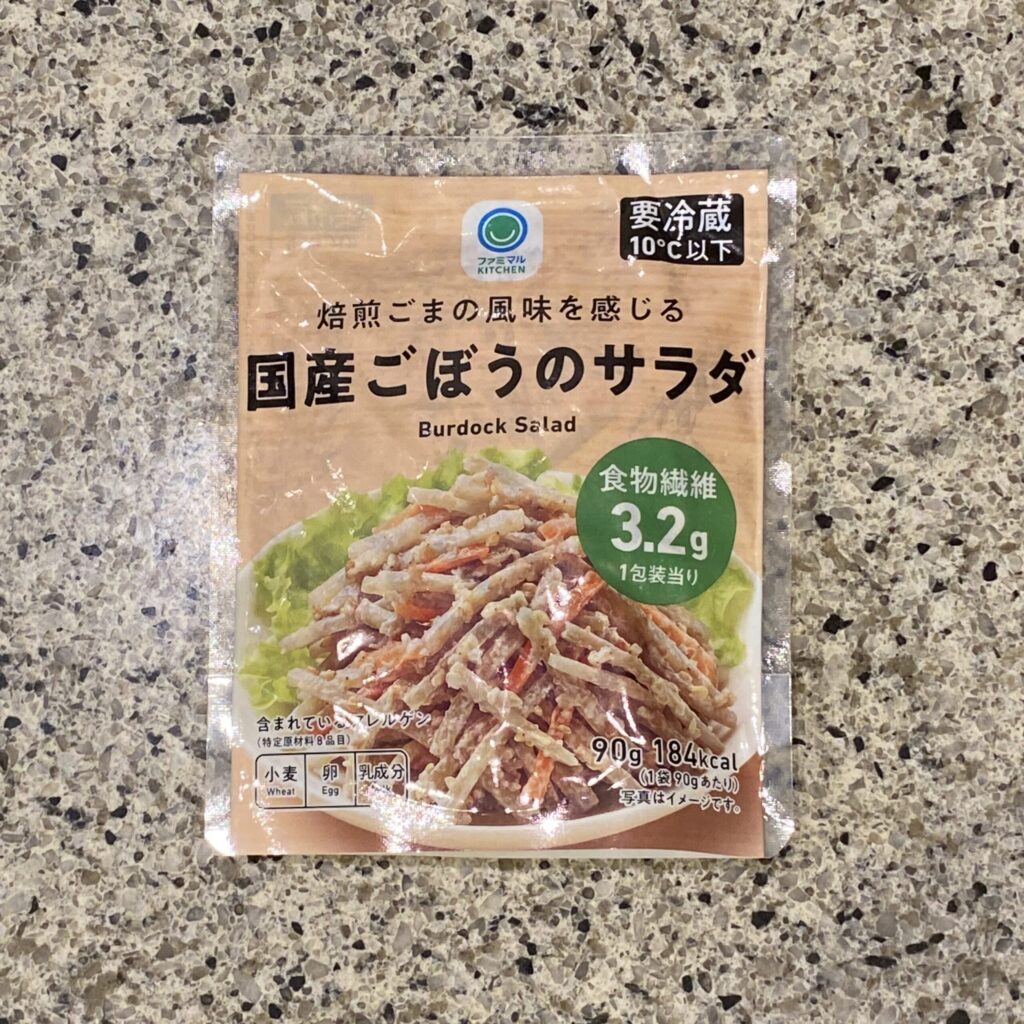 ファミマル
KITCHEN
要冷蔵
10℃以下
焙煎ごまの風味を感じる
国産ごぼうのサラダ
Burdock Salad
食物繊維
3.2g
1包装当り
含まれているアレルゲン
(特定原材料8品目)
小麦 卵 乳成分
Wheat Egg
90g 184kcal
(1袋90gあたり)
写真はイメージです。